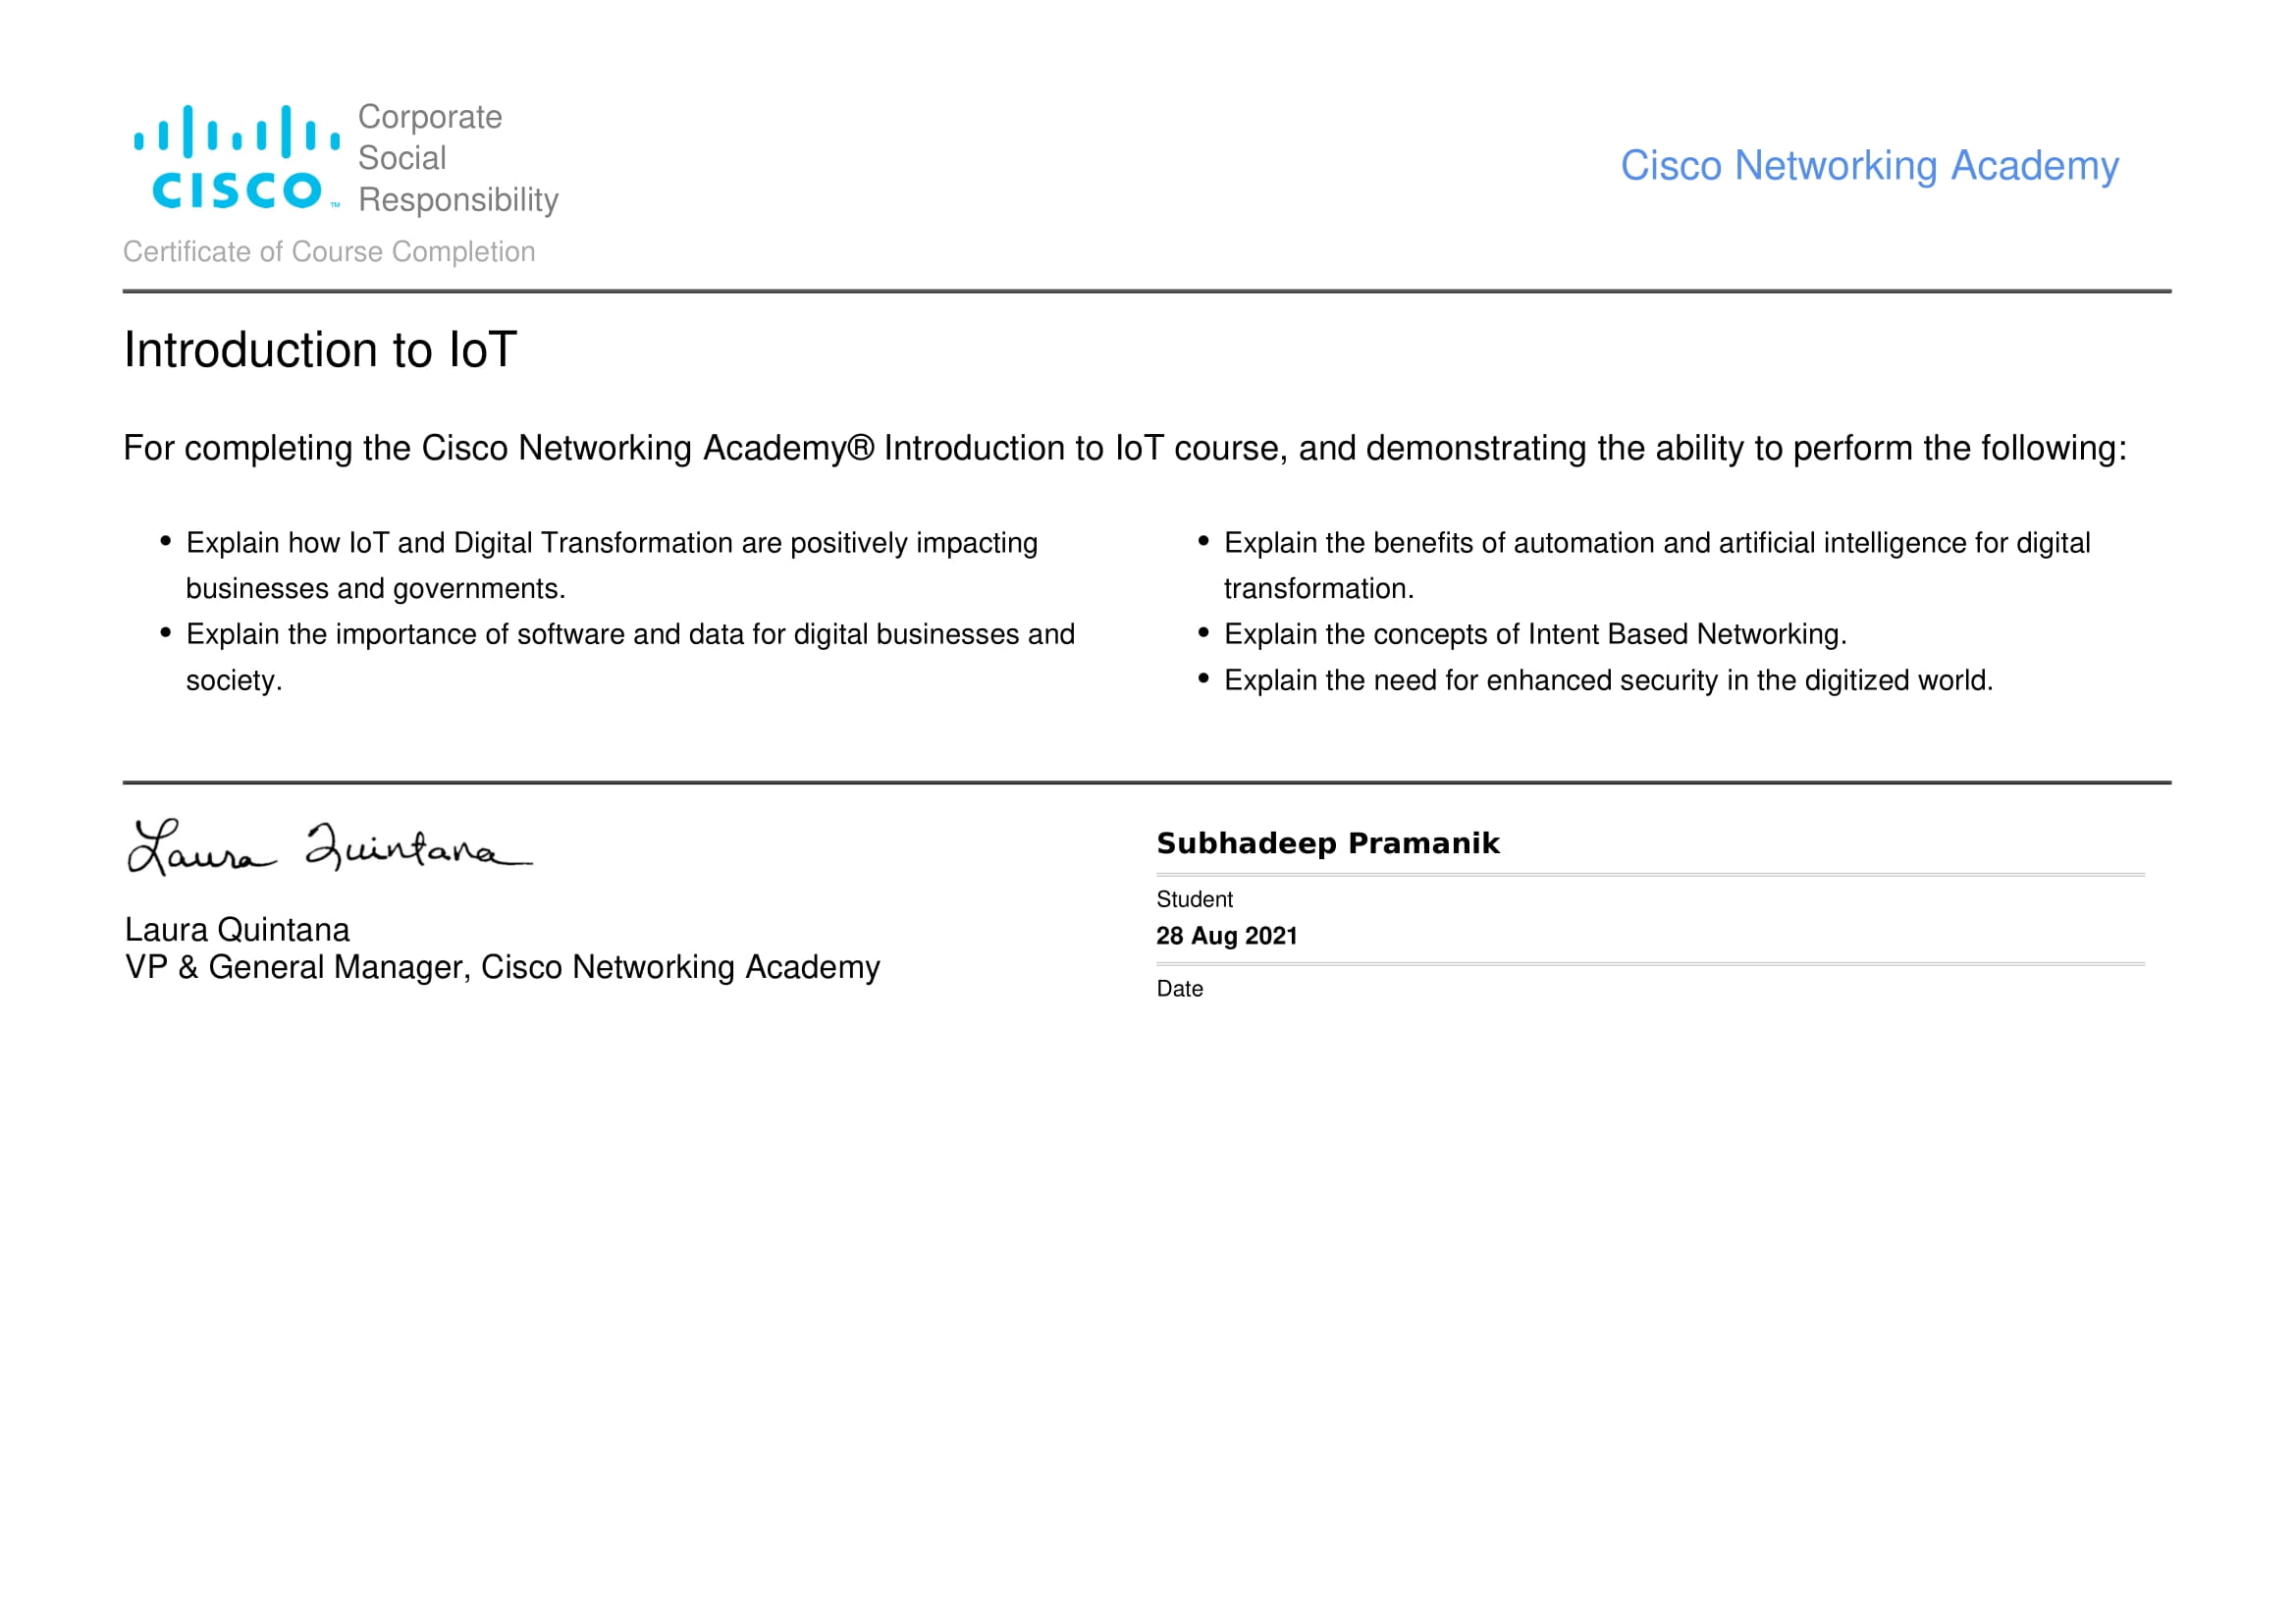 Corporate
Social
Responsibility
CISCO™
Cisco Networking Academy
Certificate of Course Completion
Introduction to IoT
For completing the Cisco Networking Academy® Introduction to IoT course, and demonstrating the ability to perform the following:
• Explain how IoT and Digital Transformation are positively impacting
businesses and governments.
• Explain the importance of software and data for digital businesses and
society.
• Explain the benefits of automation and artificial intelligence for digital
transformation.
• Explain the concepts of Intent Based Networking.
• Explain the need for enhanced security in the digitized world.
Laura Quintana
Laura Quintana
VP & General Manager, Cisco Networking Academy
Subhadeep Pramanik
Student
28 Aug 2021
Date